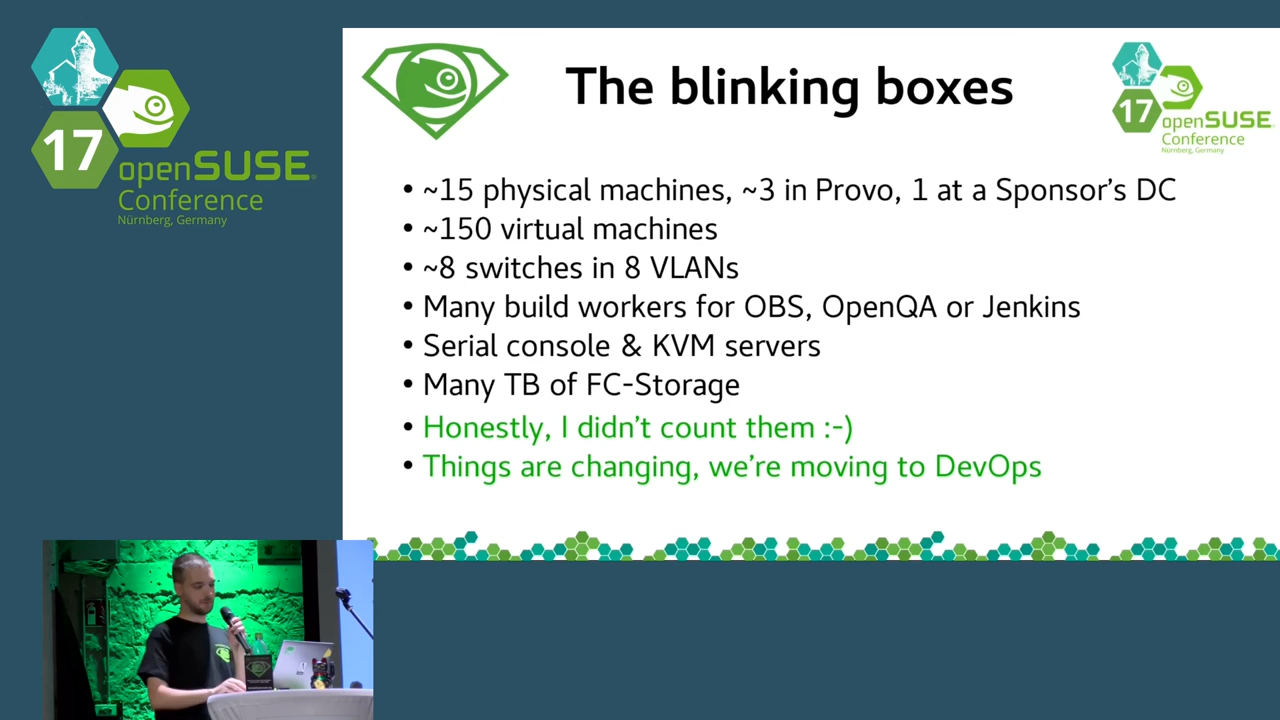 17
openSUSE
Conference
Nürnberg, Germany
The blinking boxes
17
openSUSE
Conference
Nürnberg, Germany
• ~15 physical machines, ~3 in Provo, 1 at a Sponsor's DC
• ~150 virtual machines
• ~8 switches in 8 VLANs
• Many build workers for OBS, OpenQA or Jenkins
• Serial console & KVM servers
• Many TB of FC-Storage
• Honestly, I didn't count them :-)
• Things are changing, we're moving to DevOps